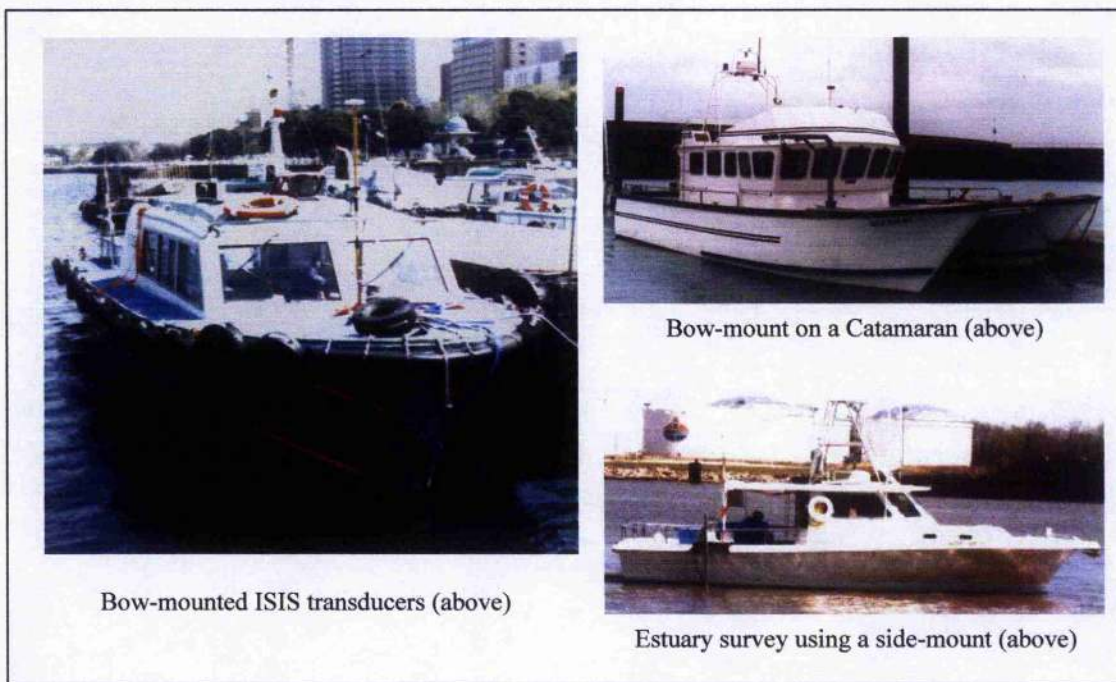 Bow-mounted ISIS transducers (above)
Bow-mount on a Catamaran (above)
Estuary survey using a side-mount (above)